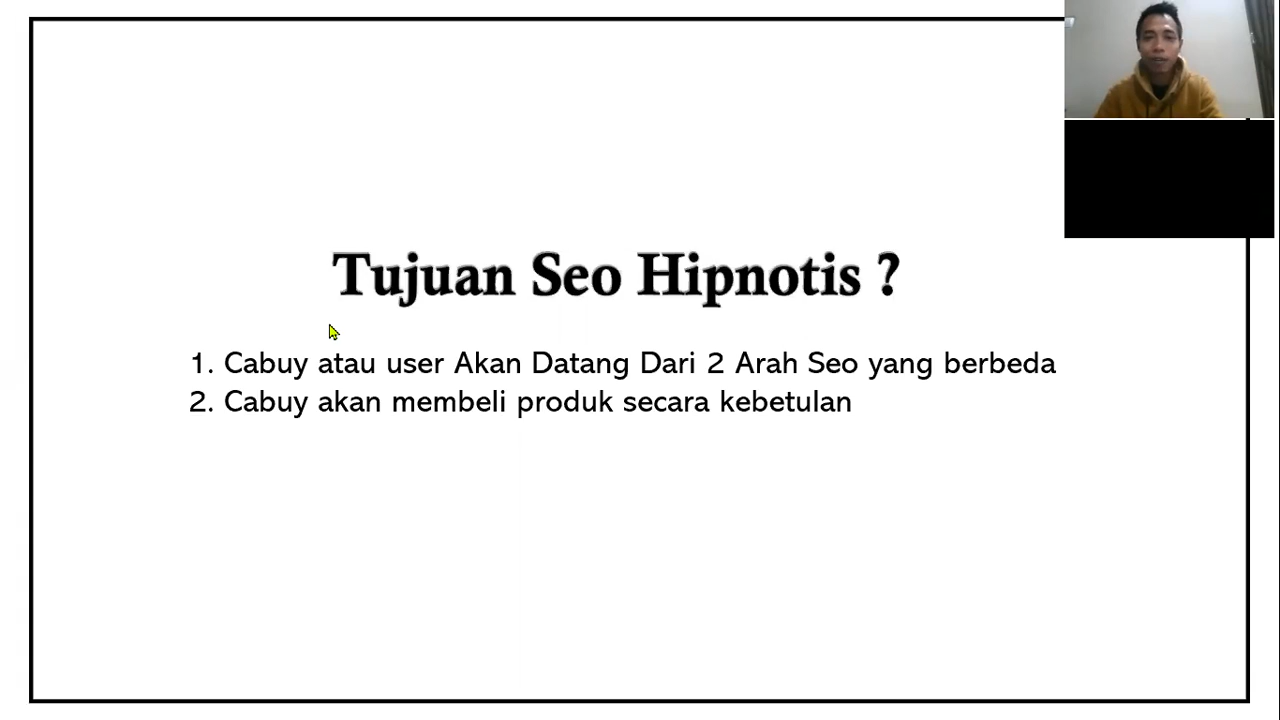 Tujuan Seo Hipnotis ?
1. Cabuy atau user Akan Datang Dari 2 Arah Seo yang berbeda
2. Cabuy akan membeli produk secara kebetulan